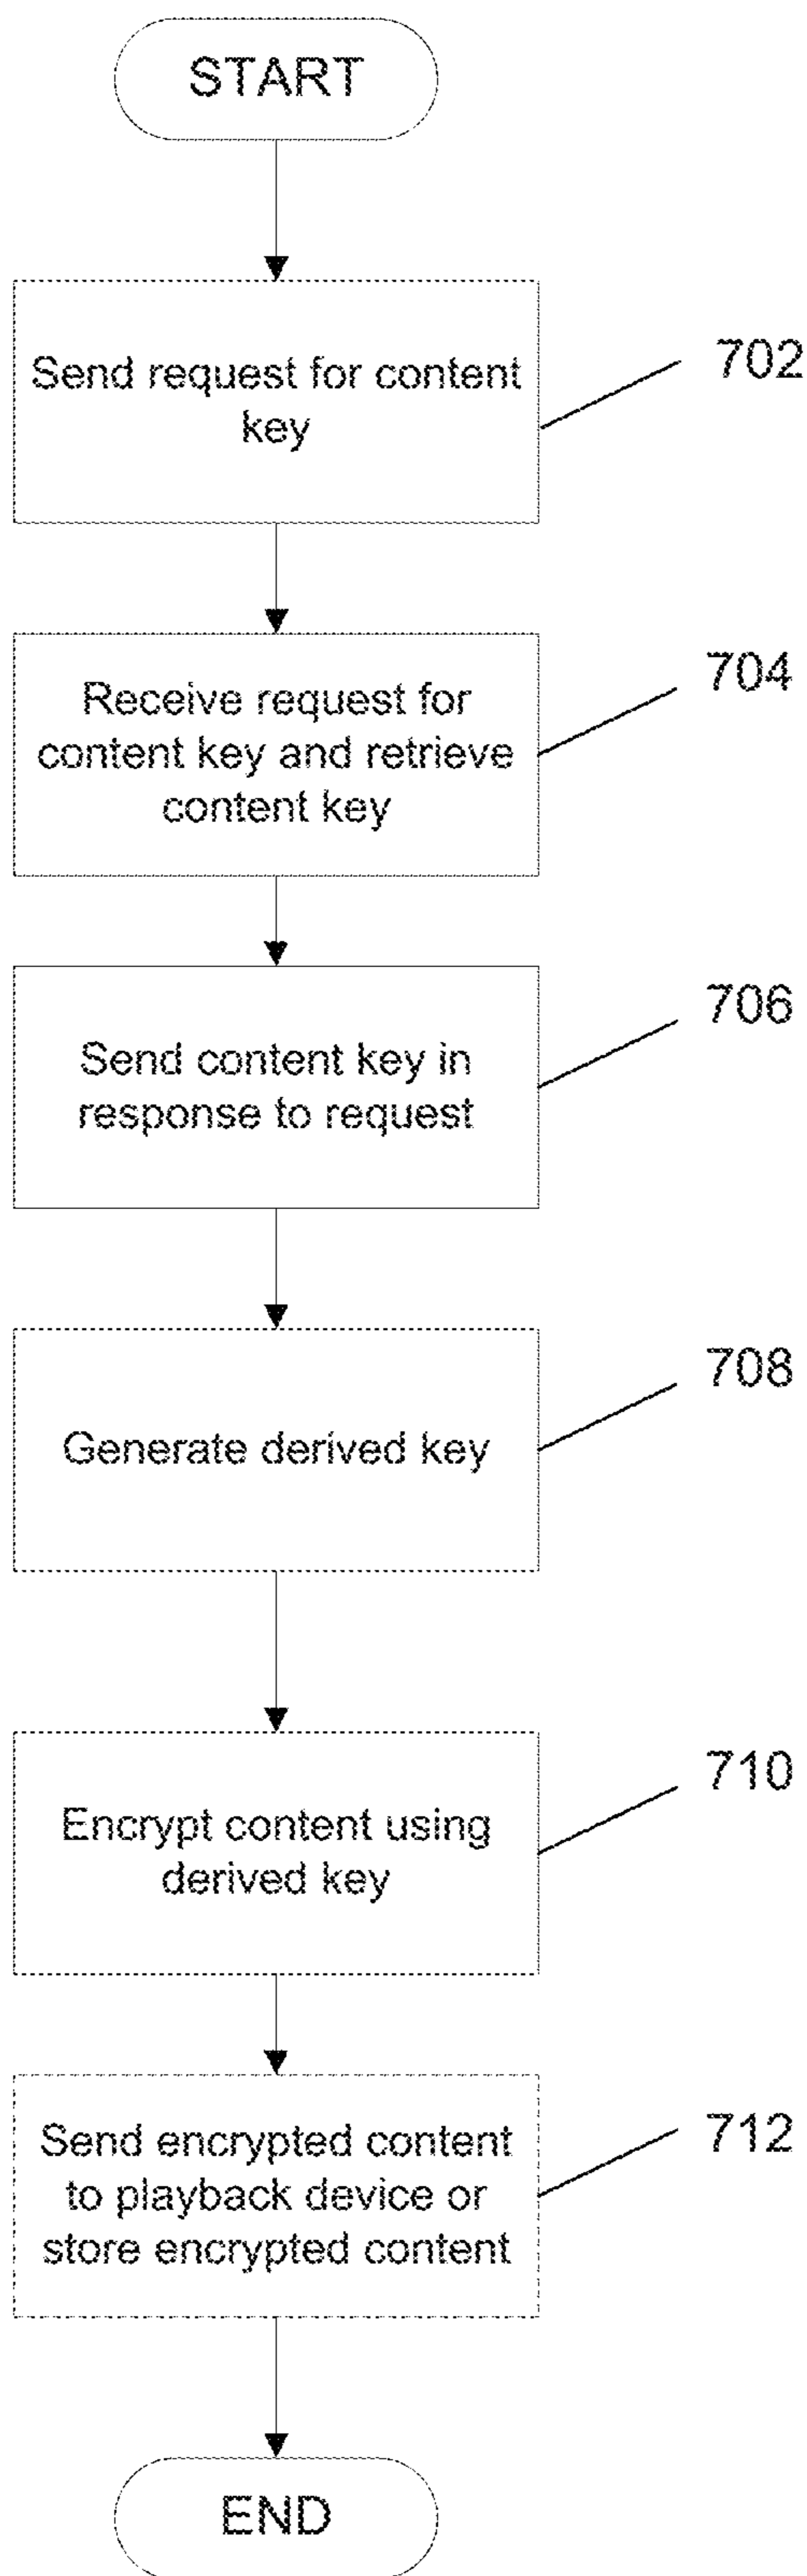 START
Send request for content
key
702
Receive request for
content key and retrieve
content key
704
Send content key in
response to request
706
Generate derived key
708
Encrypt content using
derived key
710
Send encrypted content
to playback device or
store encrypted content
712
END